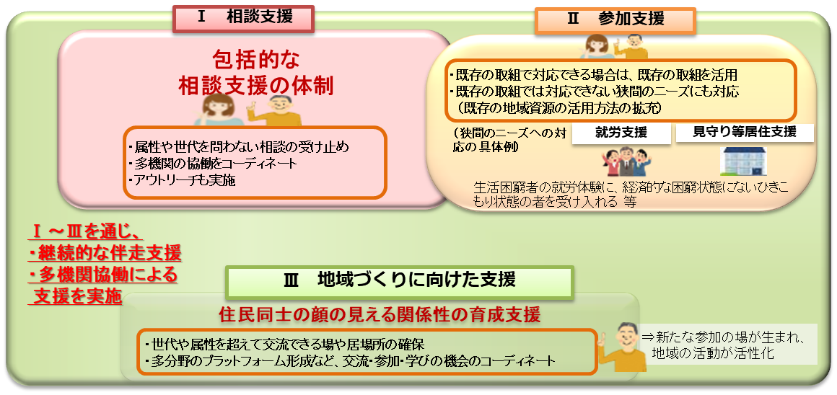 Ⅰ 相談支援
包括的な
相談支援の体制
・属性や世代を問わない相談の受け止め
・多機関の協働をコーディネート
・アウトリーチも実施
Ⅱ 参加支援
・既存の取組で対応できる場合は、既存の取組を活用
・既存の取組では対応できない狭間のニーズにも対応
（既存の地域資源の活用方法の拡充）
（狭間のニーズへの対
応の具体例）
就労支援
見守り等居住支援
生活困窮者の就労体験に、経済的な困窮状態にないひきこ
もり状態の者を受け入れる 等
Ⅰ～Ⅲを通じ、
・継続的な伴走支援
・多機関協働による
支援を実施
Ⅲ 地域づくりに向けた支援
住民同士の顔の見える関係性の育成支援
・世代や属性を超えて交流できる場や居場所の確保
・多分野のプラットフォーム形成など、交流・参加・学びの機会のコーディネート
⇒新たな参加の場が生まれ、
地域の活動が活性化